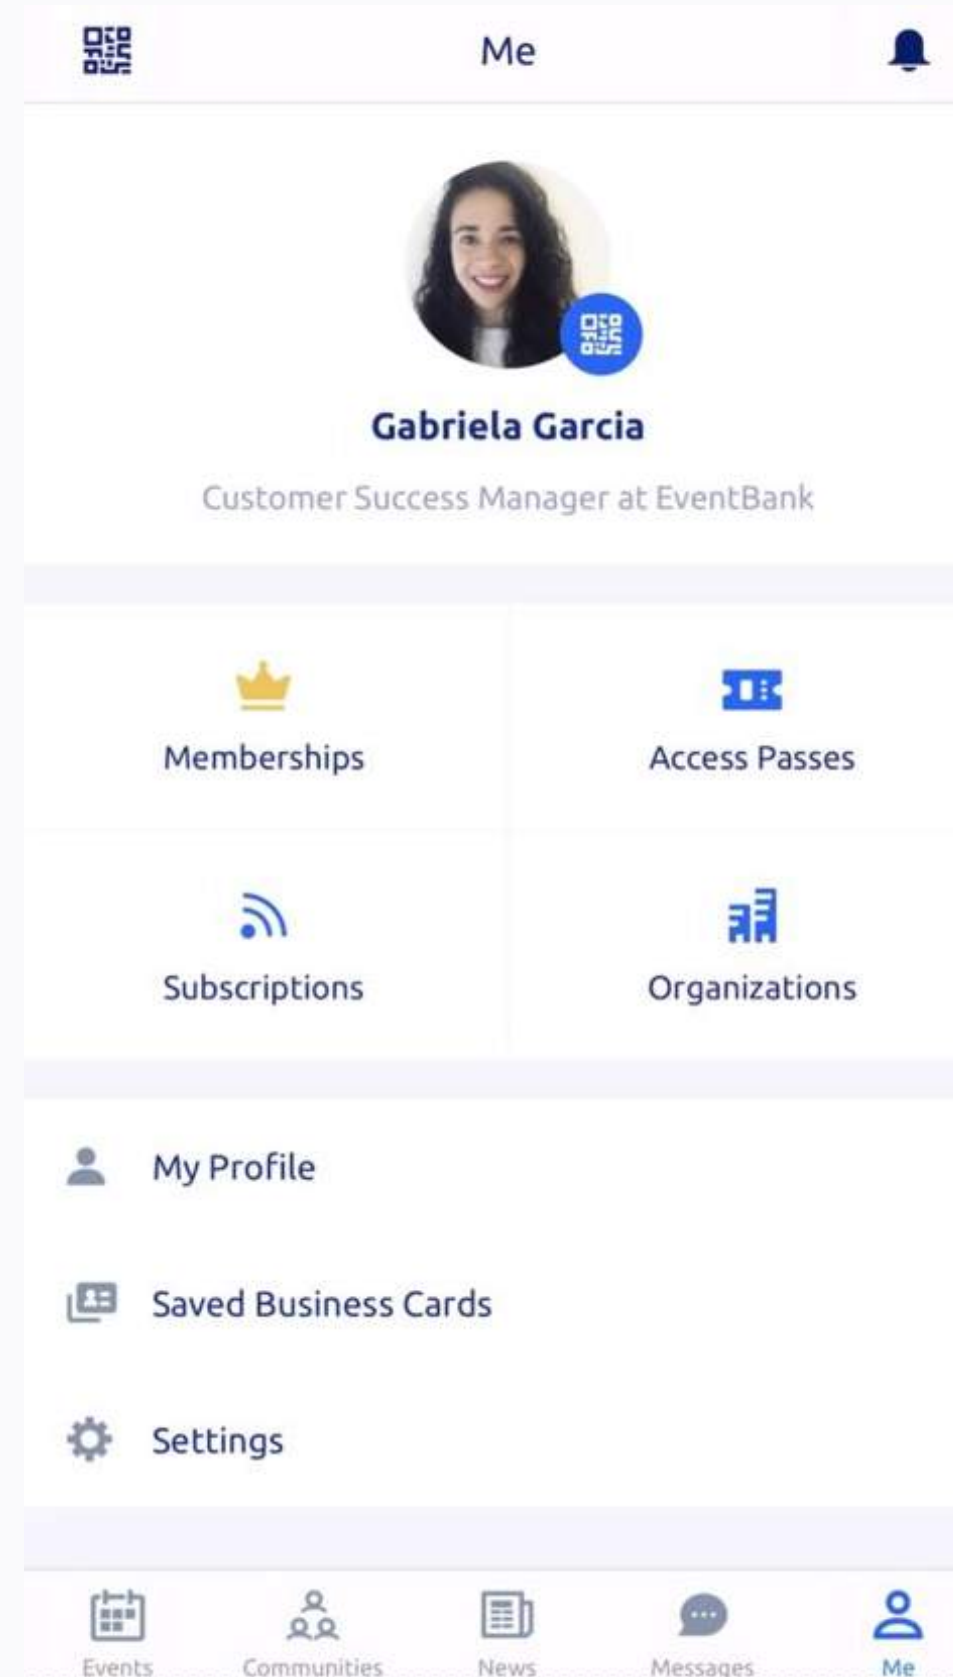 Me
Gabriela Garcia
Customer Success Manager at EventBank
Memberships
Access Passes
Subscriptions
Organizations
My Profile
Saved Business Cards
Settings
Events
Communities
News
Messages
Me